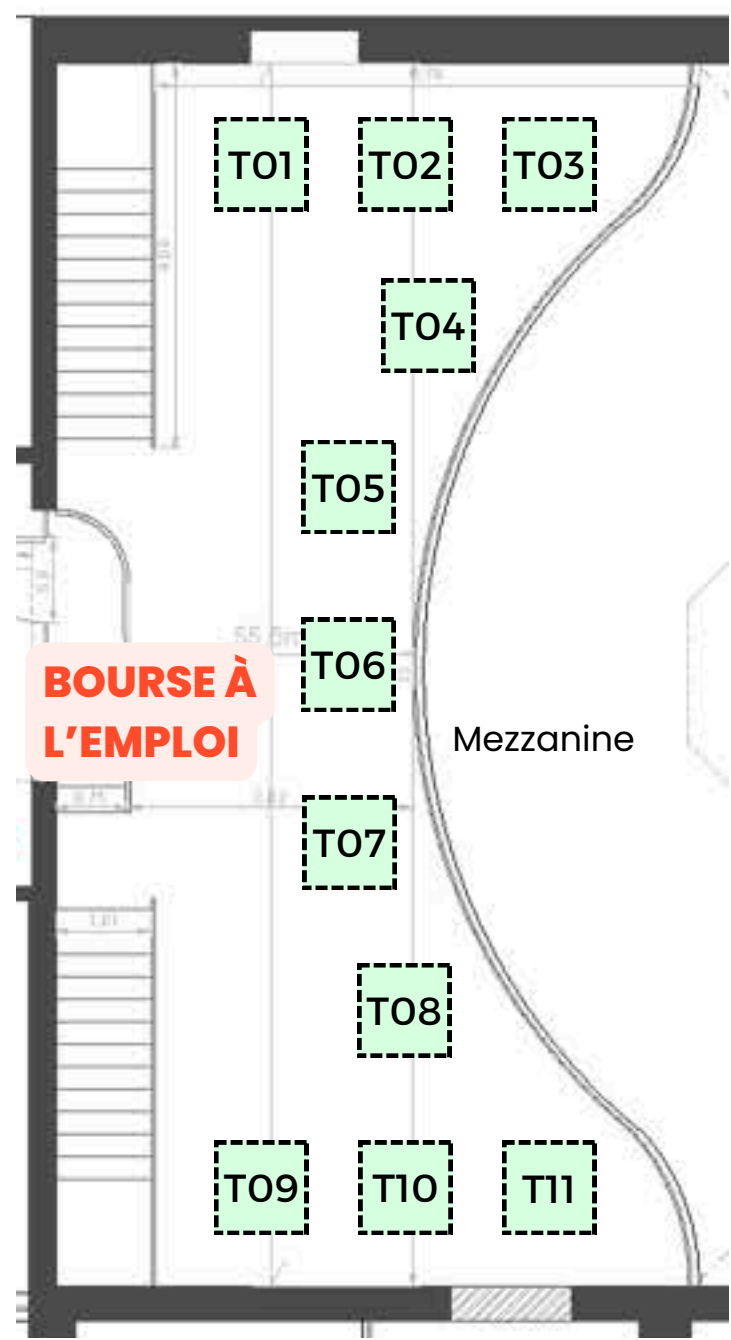 T01 T02 T03
T04
T05
T06
BOURSE À
L’EMPLOI
Mezzanine
T07
T08
T09 T10 T11